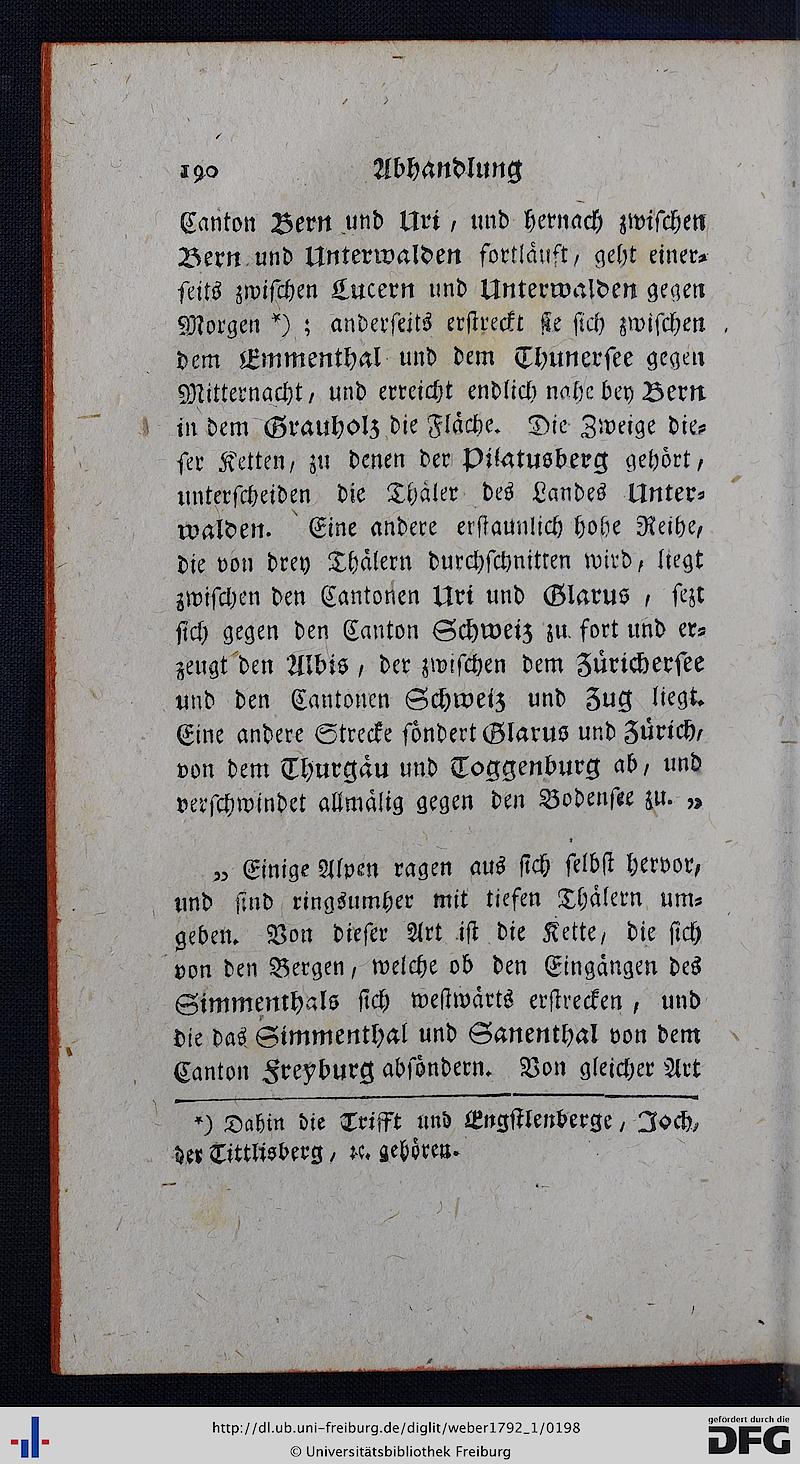 190 Abhandlung
Canton Bern und Uri, und hernach zwischen
Bern und Unterwalden fortläuft, geht einer-
seits zwischen Lucern und Unterwalden gegen
Morgen *) ; anderseits erstreckt sie sich zwischen
dem Emmenthal und dem Thunersee gegen
Mitternacht, und erreicht endlich nahe bey Bern
in dem Grauholz die Fläche. Die Zweige die-
ser Ketten, zu denen der Pilatusberg gehört,
unterscheiden die Thäler des Landes Unter-
walden. Eine andere erstaunlich hohe Reihe,
die von drey Thälern durchschnitten wird, liegt
zwischen den Cantonen Uri und Glarus, sezt
sich gegen den Canton Schweiz zu fort und er-
zeugt den Albis, der zwischen dem Zürichersee
und den Cantonen Schweiz und Zug liegt.
Eine andere Strecke söndert Glarus und Zürich,
von dem Thurgäu und Toggenburg ab, und
verschwindet allmälig gegen den Bodensee zu. „
„ Einige Alpen ragen aus sich selbst hervor,
und sind ringsumher mit tiefen Thälern um-
geben. Von dieser Art ist die Kette, die sich
von den Bergen, welche ob den Eingängen des
Simmenthals sich westwärts erstrecken, und
die das Simmenthal und Sanenthal von dem
Canton Freyburg absöndern. Von gleicher Art
*) Dahin die Trifft und Engstlenberge, Joch,
der Tittlisberg, ꝛc. gehören.
http://dl.ub.uni-freiburg.de/diglit/weber1792_1/0198
© Universitätsbibliothek Freiburg
gefördert durch die
DFG